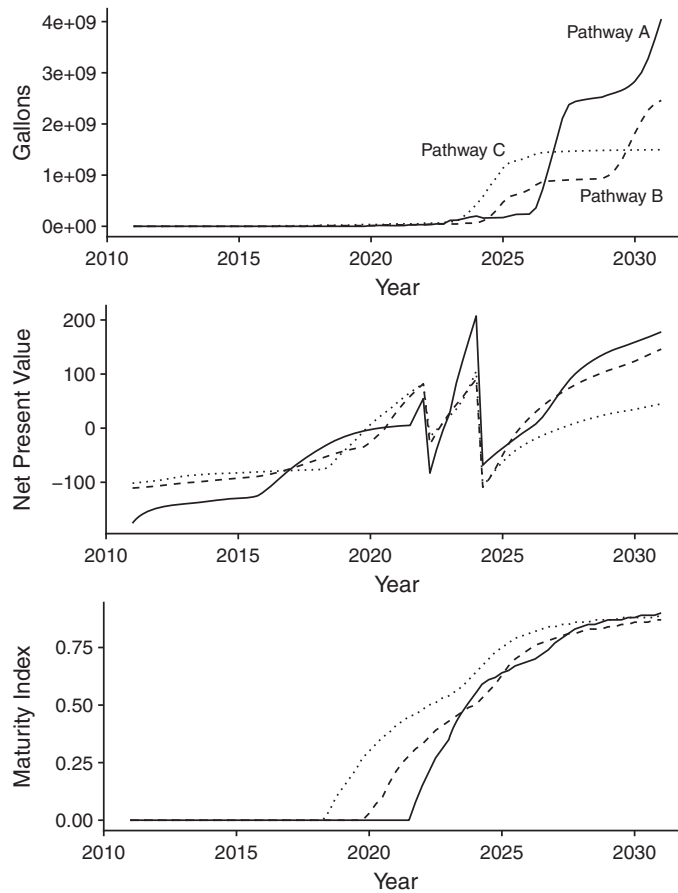 4e+09
Pathway A
3e+09
Gallons
2e+09
Pathway C
1e+09
Pathway B
0e+00
2010 2015 2020 2025 2030
Year
200
100
Net Present Value
0
−100
2010 2015 2020 2025 2030
Year
0.75
Maturity Index
0.50
0.25
0.00
2010 2015 2020 2025 2030
Year